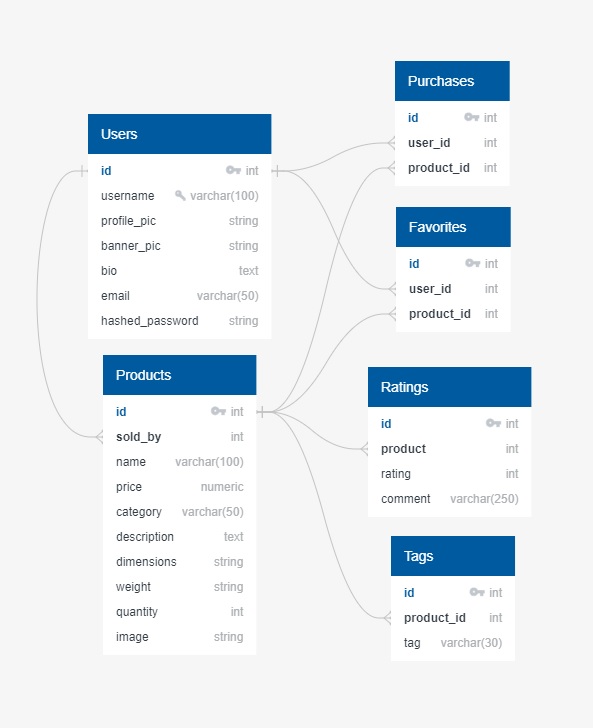 Users
id int
username varchar(100)
profile_pic string
banner_pic string
bio text
email varchar(50)
hashed_password string
Products
id int
sold_by int
name varchar(100)
price numeric
category varchar(50)
description text
dimensions string
weight string
quantity int
image string
Purchases
id int
user_id int
product_id int
Favorites
id int
user_id int
product_id int
Ratings
id int
product int
rating int
comment varchar(250)
Tags
id int
product_id int
tag varchar(30)